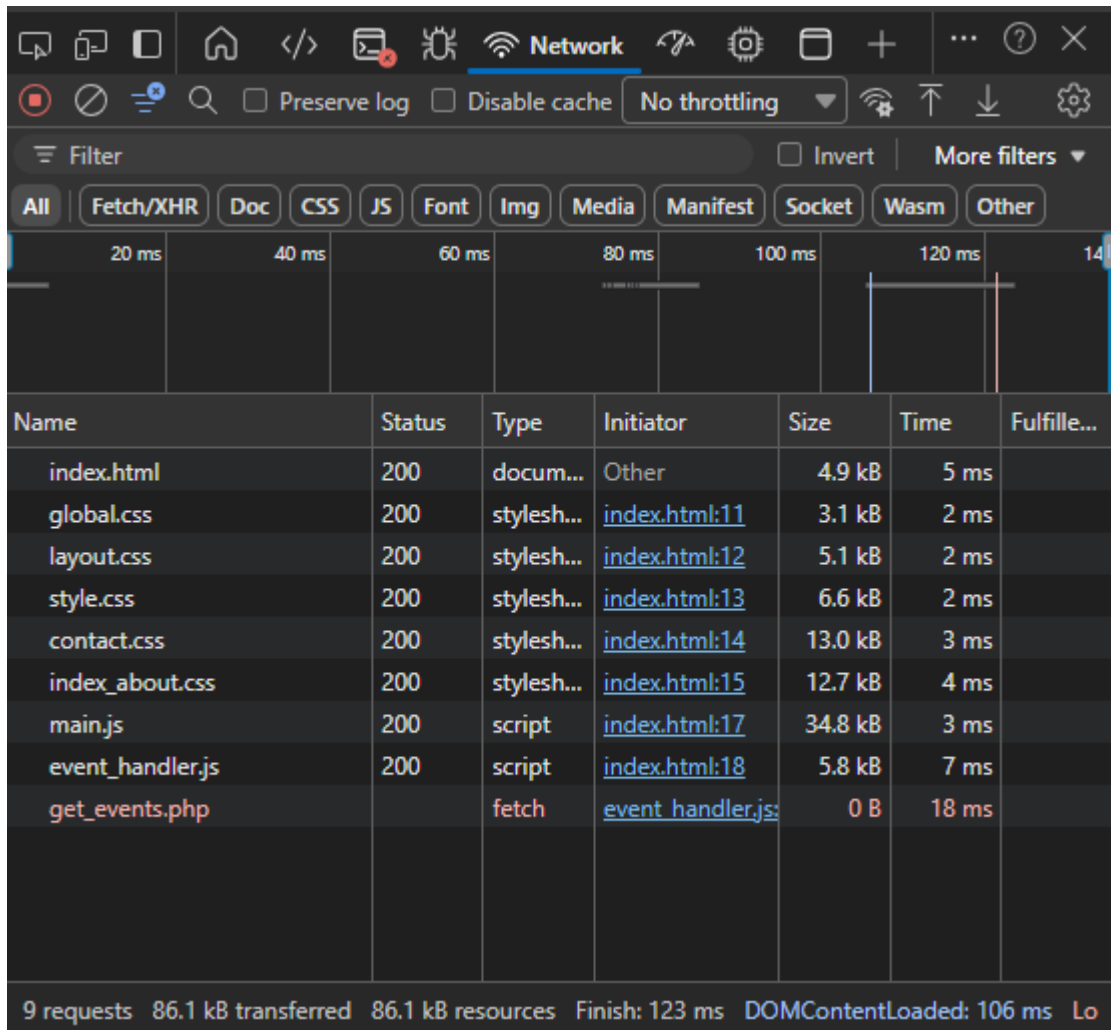 Network
Preserve log Disable cache No throttling
Filter Invert More filters
All Fetch/XHR Doc CSS JS Font Img Media Manifest Socket Wasm Other
20 ms 40 ms 60 ms 80 ms 100 ms 120 ms 14
Name Status Type Initiator Size Time Fulfille...
index.html 200 docum... Other 4.9 kB 5 ms
global.css 200 stylesh... index.html:11 3.1 kB 2 ms
layout.css 200 stylesh... index.html:12 5.1 kB 2 ms
style.css 200 stylesh... index.html:13 6.6 kB 2 ms
contact.css 200 stylesh... index.html:14 13.0 kB 3 ms
index_about.css 200 stylesh... index.html:15 12.7 kB 4 ms
main.js 200 script index.html:17 34.8 kB 3 ms
event_handler.js 200 script index.html:18 5.8 kB 7 ms
get_events.php fetch event_handler.js: 0 B 18 ms
9 requests 86.1 kB transferred 86.1 kB resources Finish: 123 ms DOMContentLoaded: 106 ms Lo